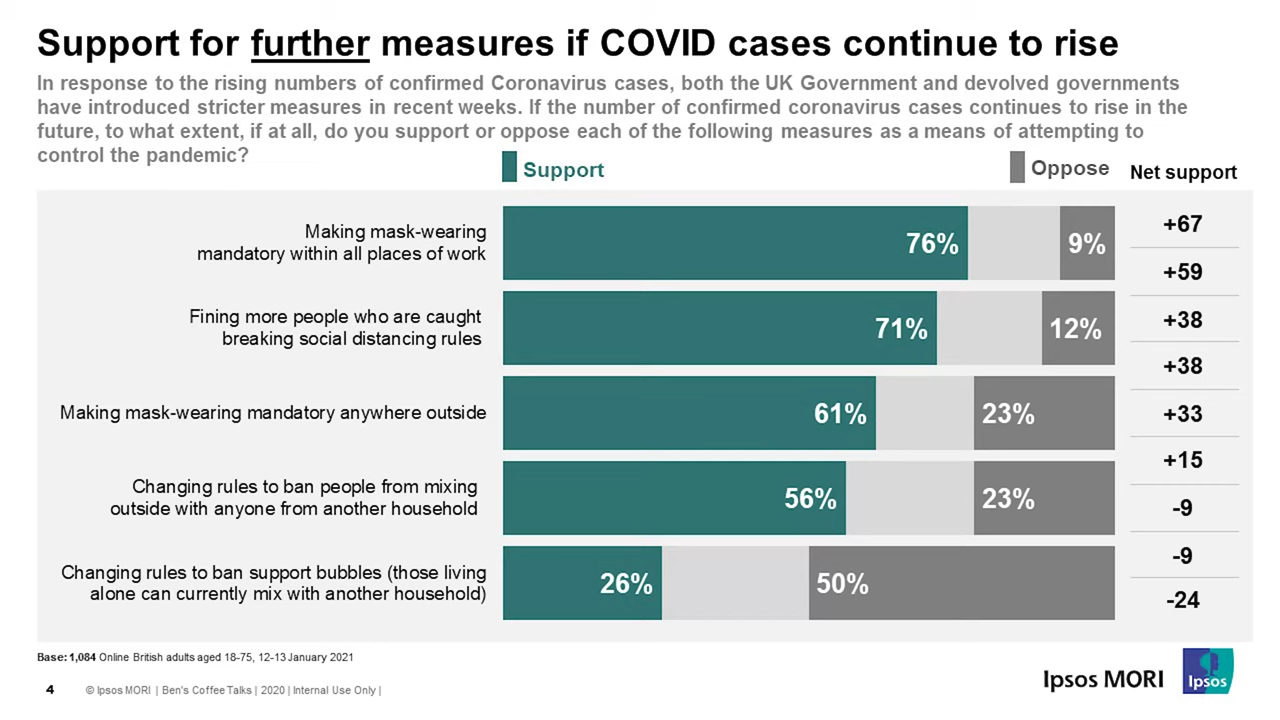 Support for further measures if COVID cases continue to rise
In response to the rising numbers of confirmed Coronavirus cases, both the UK Government and devolved governments
have introduced stricter measures in recent weeks. If the number of confirmed coronavirus cases continues to rise in the
future, to what extent, if at all, do you support or oppose each of the following measures as a means of attempting to
control the pandemic?
Support
Oppose
Net support
Making mask-wearing
mandatory within all places of work
76%
9%
Fining more people who are caught
breaking social distancing rules
71%
12%
Making mask-wearing mandatory anywhere outside
61%
23%
Changing rules to ban people from mixing
outside with anyone from another household
56%
23%
Changing rules to ban support bubbles (those living
alone can currently mix with another household)
26%
50%
+67
+59
+38
+38
+33
+15
-9
-9
-24
Base: 1,084 Online British adults aged 18-75, 12-13 January 2021
4
© Ipsos MORI | Ben's Coffee Talks | 2020 | Internal Use Only |
Ipsos MORI
Ipsos